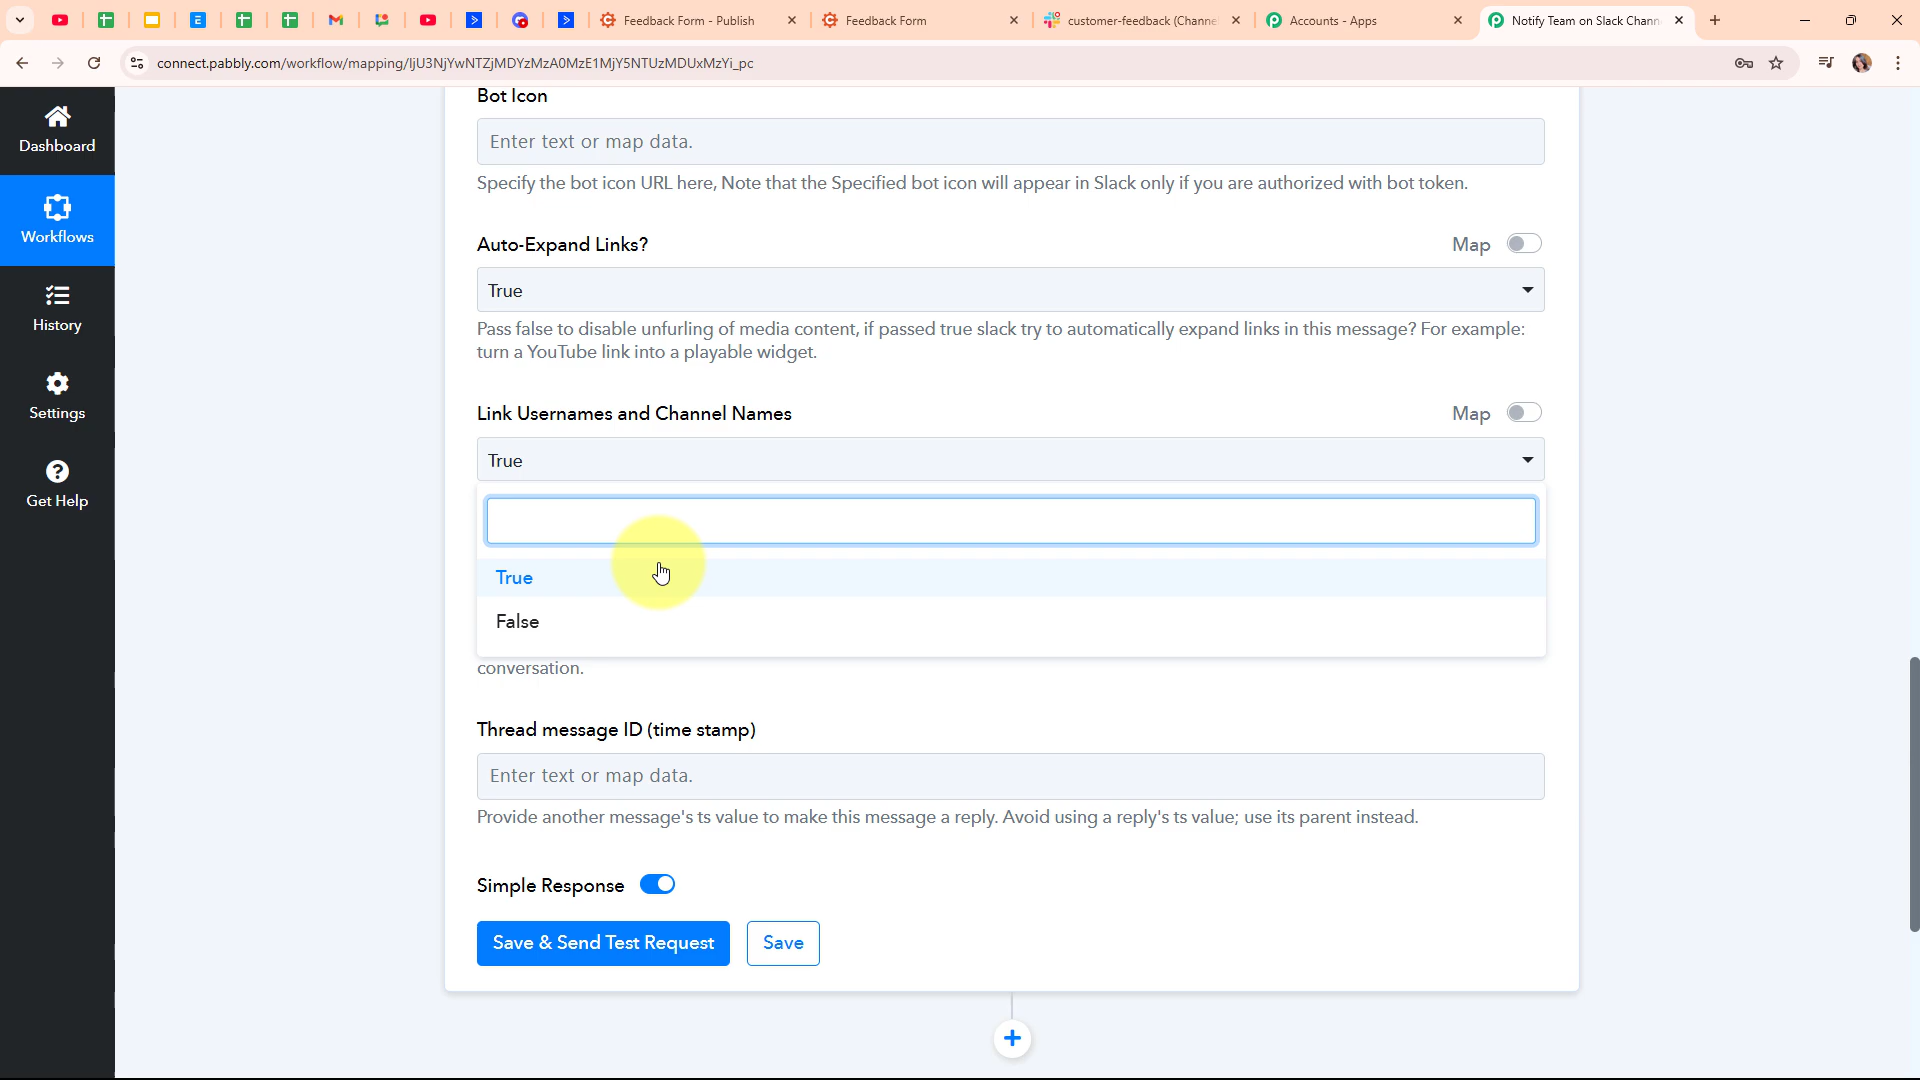 Feedback Form - Publish
Feedback Form
customer-feedback (Channel
Accounts - Apps
Notify Team on Slack Chann
connect.pabbly.com/workflow/mapping/IjU3NjYwNTZjMDYzMzA0MzE1MjY5NTUzMDUxMzYi_pc
Dashboard
Workflows
History
Settings
Get Help
Bot Icon
Enter text or map data.
Specify the bot icon URL here, Note that the Specified bot icon will appear in Slack only if you are authorized with bot token.
Auto-Expand Links?
Map
True
Pass false to disable unfurling of media content, if passed true slack try to automatically expand links in this message? For example:
turn a YouTube link into a playable widget.
Link Usernames and Channel Names
Map
True
True
False
conversation.
Thread message ID (time stamp)
Enter text or map data.
Provide another message's ts value to make this message a reply. Avoid using a reply's ts value; use its parent instead.
Simple Response
Save & Send Test Request
Save